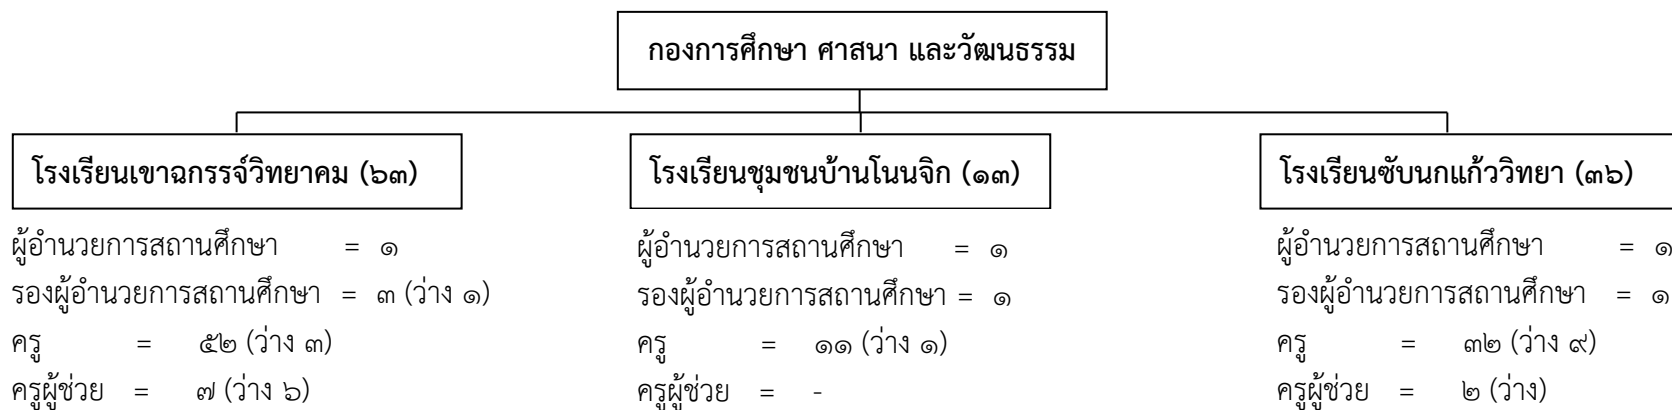 กองการศึกษา ศาสนา และวัฒนธรรม
โรงเรียนเขาฉกรรจ์วิทยาคม (๖๓)
ผู้อำนวยการสถานศึกษา = ๑
รองผู้อำนวยการสถานศึกษา = ๓ (ว่าง ๑)
ครู = ๕๒ (ว่าง ๓)
ครูผู้ช่วย = ๗ (ว่าง ๖)
โรงเรียนชุมชนบ้านโนนจิก (๑๓)
ผู้อำนวยการสถานศึกษา = ๑
รองผู้อำนวยการสถานศึกษา = ๑
ครู = ๑๑ (ว่าง ๑)
ครูผู้ช่วย = -
โรงเรียนซับนกแก้ววิทยา (๓๖)
ผู้อำนวยการสถานศึกษา = ๑
รองผู้อำนวยการสถานศึกษา = ๑
ครู = ๓๒ (ว่าง ๙)
ครูผู้ช่วย = ๒ (ว่าง)